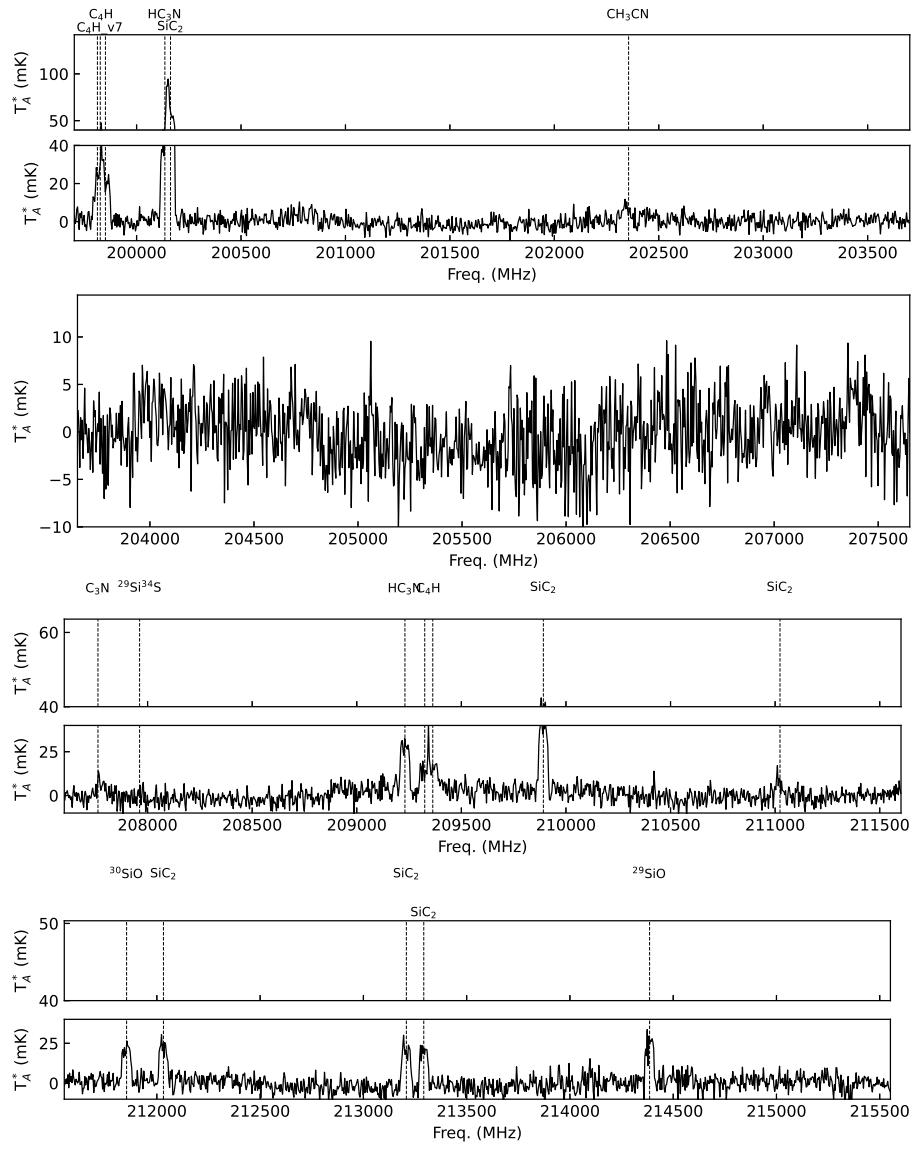 C₄H HC₃N CH₃CN
C₄H_v7 SiC₂
100
50
T*A (mK)
40
20
0
T*A (mK)
200000 200500 201000 201500 202000 202500 203000 203500
Freq. (MHz)
10
5
0
−5
−10
T*A (mK)
204000 204500 205000 205500 206000 206500 207000 207500
Freq. (MHz)
C₃N ²⁹Si³⁴S HC₃N C₄H SiC₂ SiC₂
60
40
T*A (mK)
25
0
T*A (mK)
208000 208500 209000 209500 210000 210500 211000 211500
Freq. (MHz)
³⁰SiO SiC₂ SiC₂ ²⁹SiO
SiC₂
50
40
T*A (mK)
25
0
T*A (mK)
212000 212500 213000 213500 214000 214500 215000 215500
Freq. (MHz)